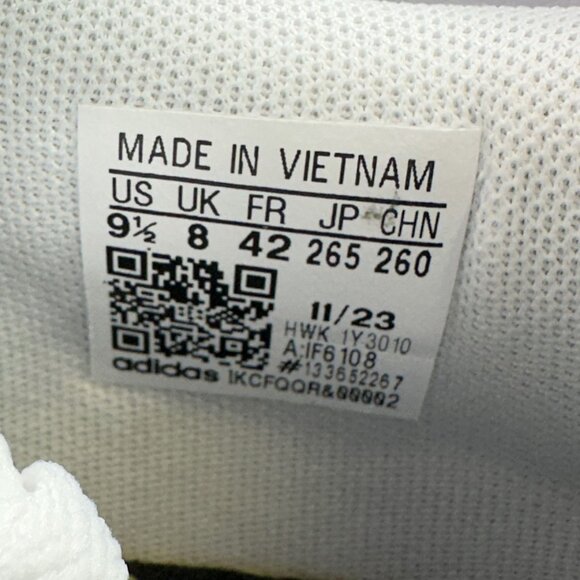 MADE IN VIETNAM
US UK FR JP CHN
9½ 8 42 265 260
11/23
HWK 1Y3010
A:IF6108
#133652267
adidas IKCFQQR&00002